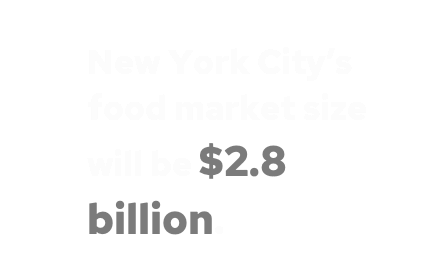 New York City's
food market size
will be $2.8
billion.